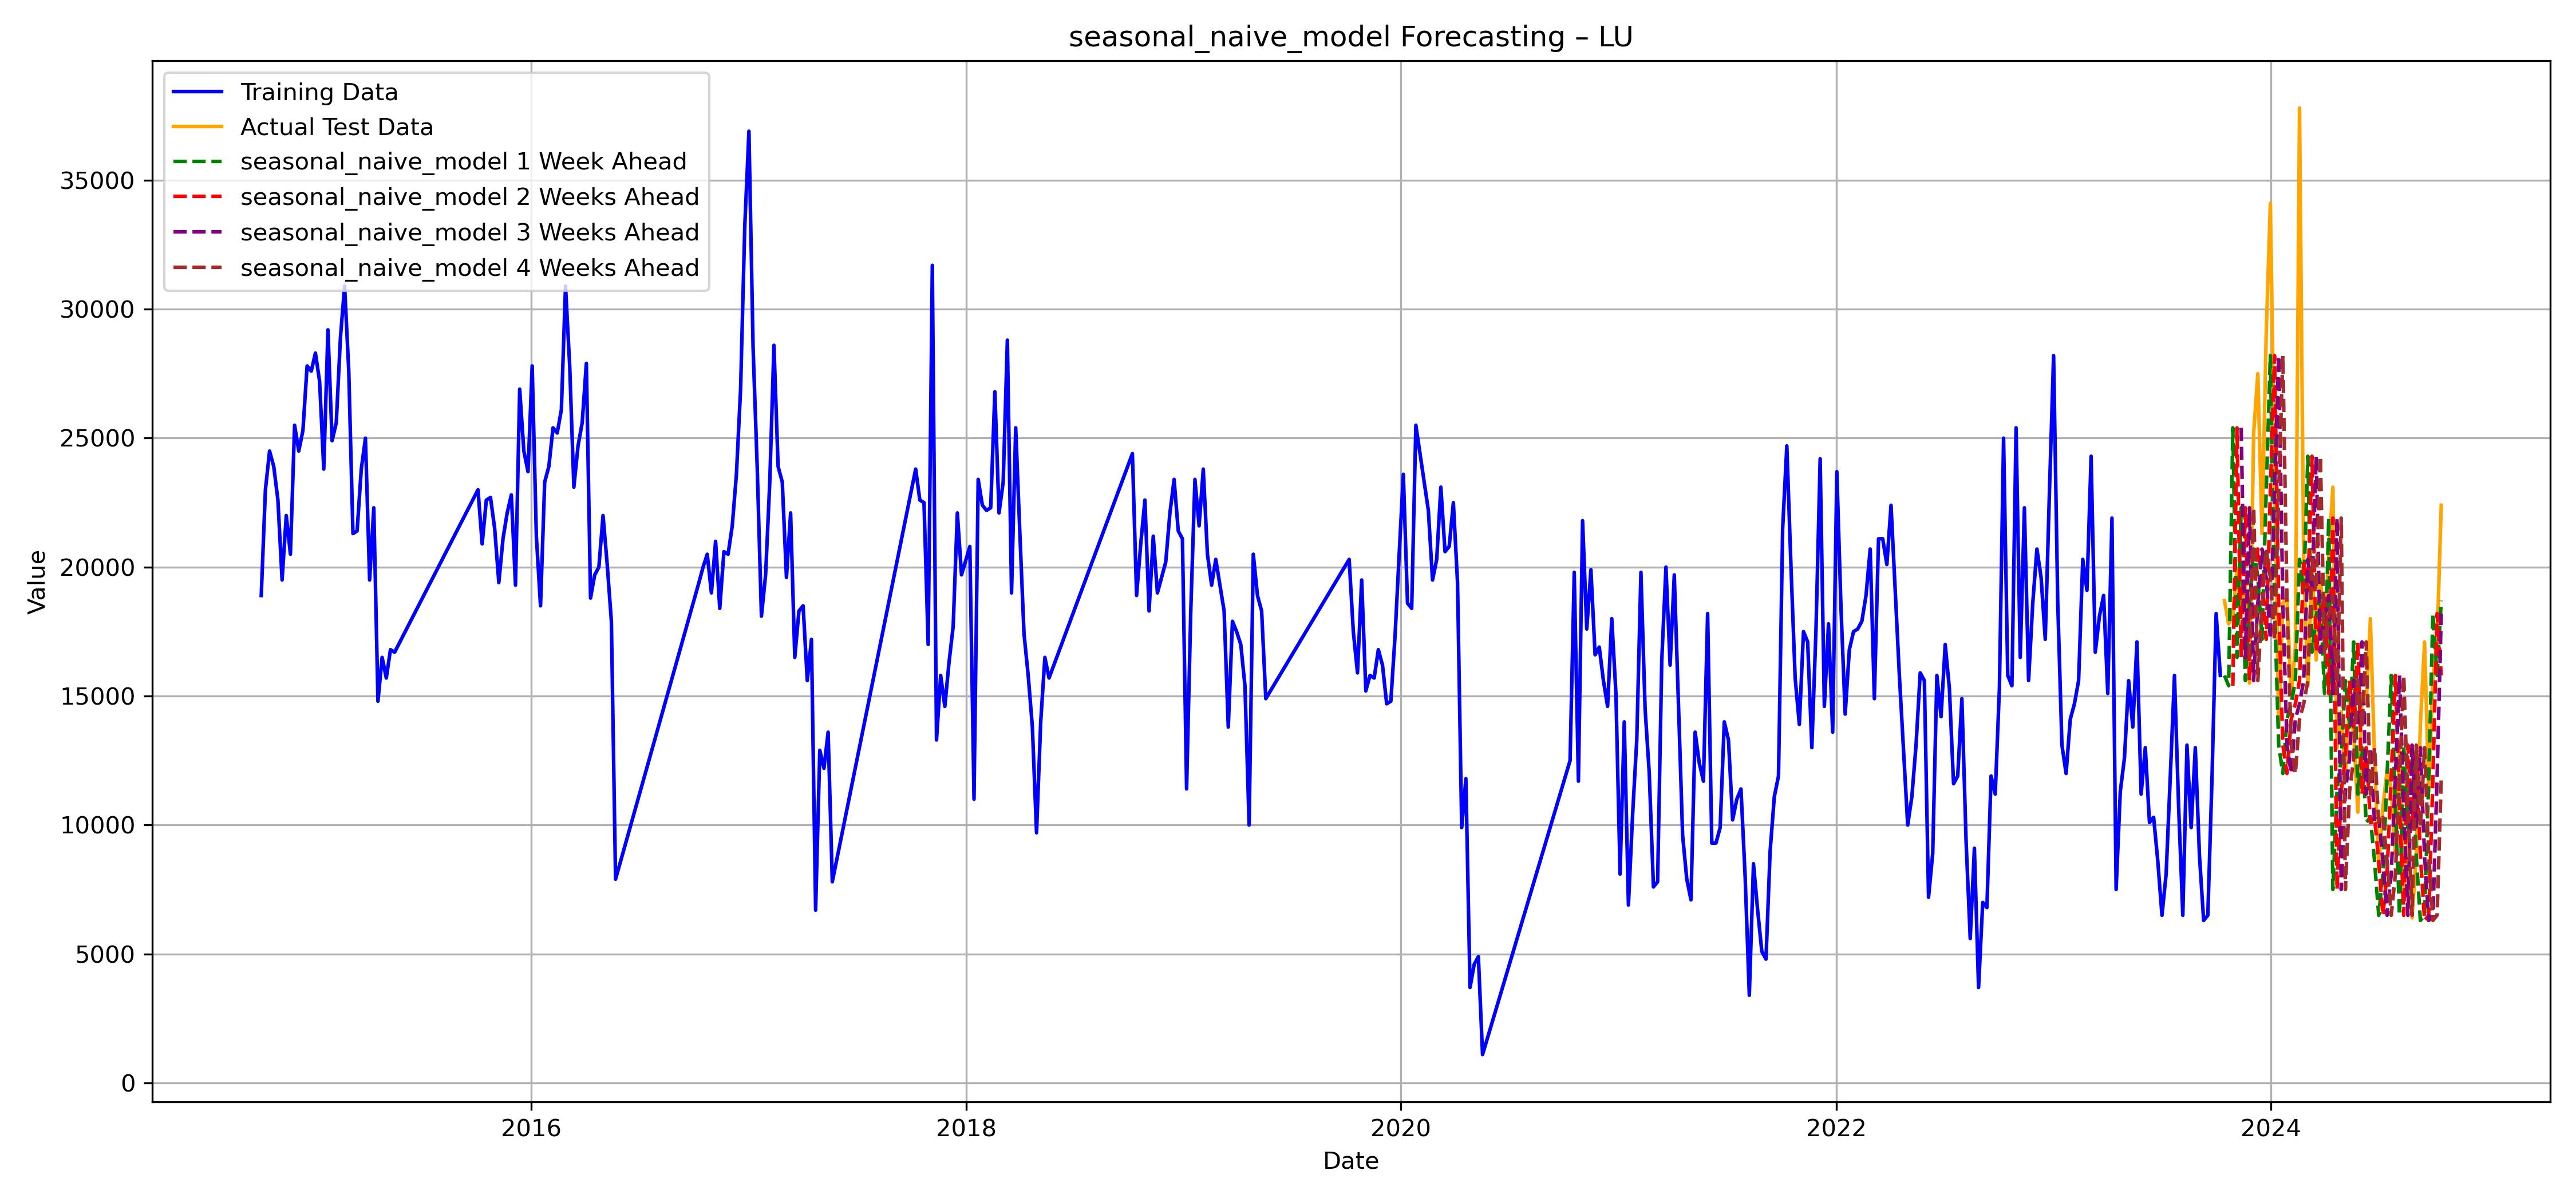 seasonal_naive_model Forecasting – LU
Training Data
Actual Test Data
seasonal_naive_model 1 Week Ahead
seasonal_naive_model 2 Weeks Ahead
seasonal_naive_model 3 Weeks Ahead
seasonal_naive_model 4 Weeks Ahead
35000
30000
25000
20000
15000
10000
5000
0
Value
2016
2018
2020
2022
2024
Date